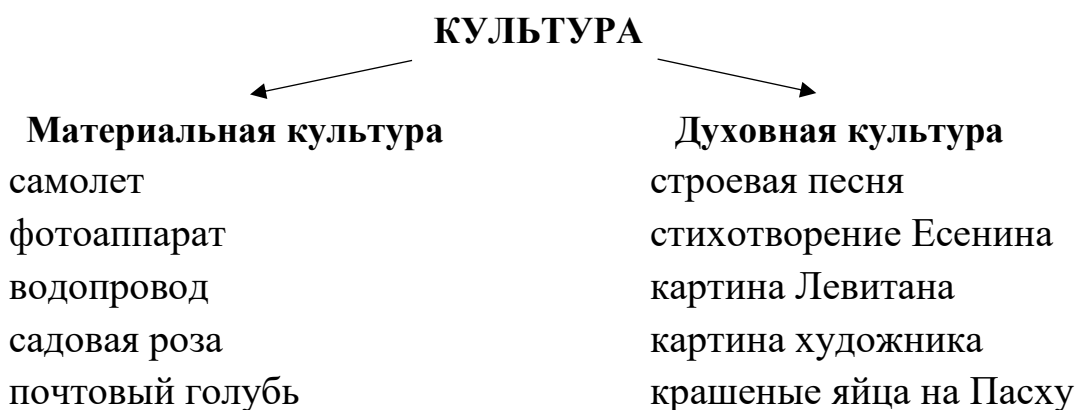 КУЛЬТУРА
Материальная культура
самолет
фотоаппарат
водопровод
садовая роза
почтовый голубь
Духовная культура
строевая песня
стихотворение Есенина
картина Левитана
картина художника
крашеные яйца на Пасху